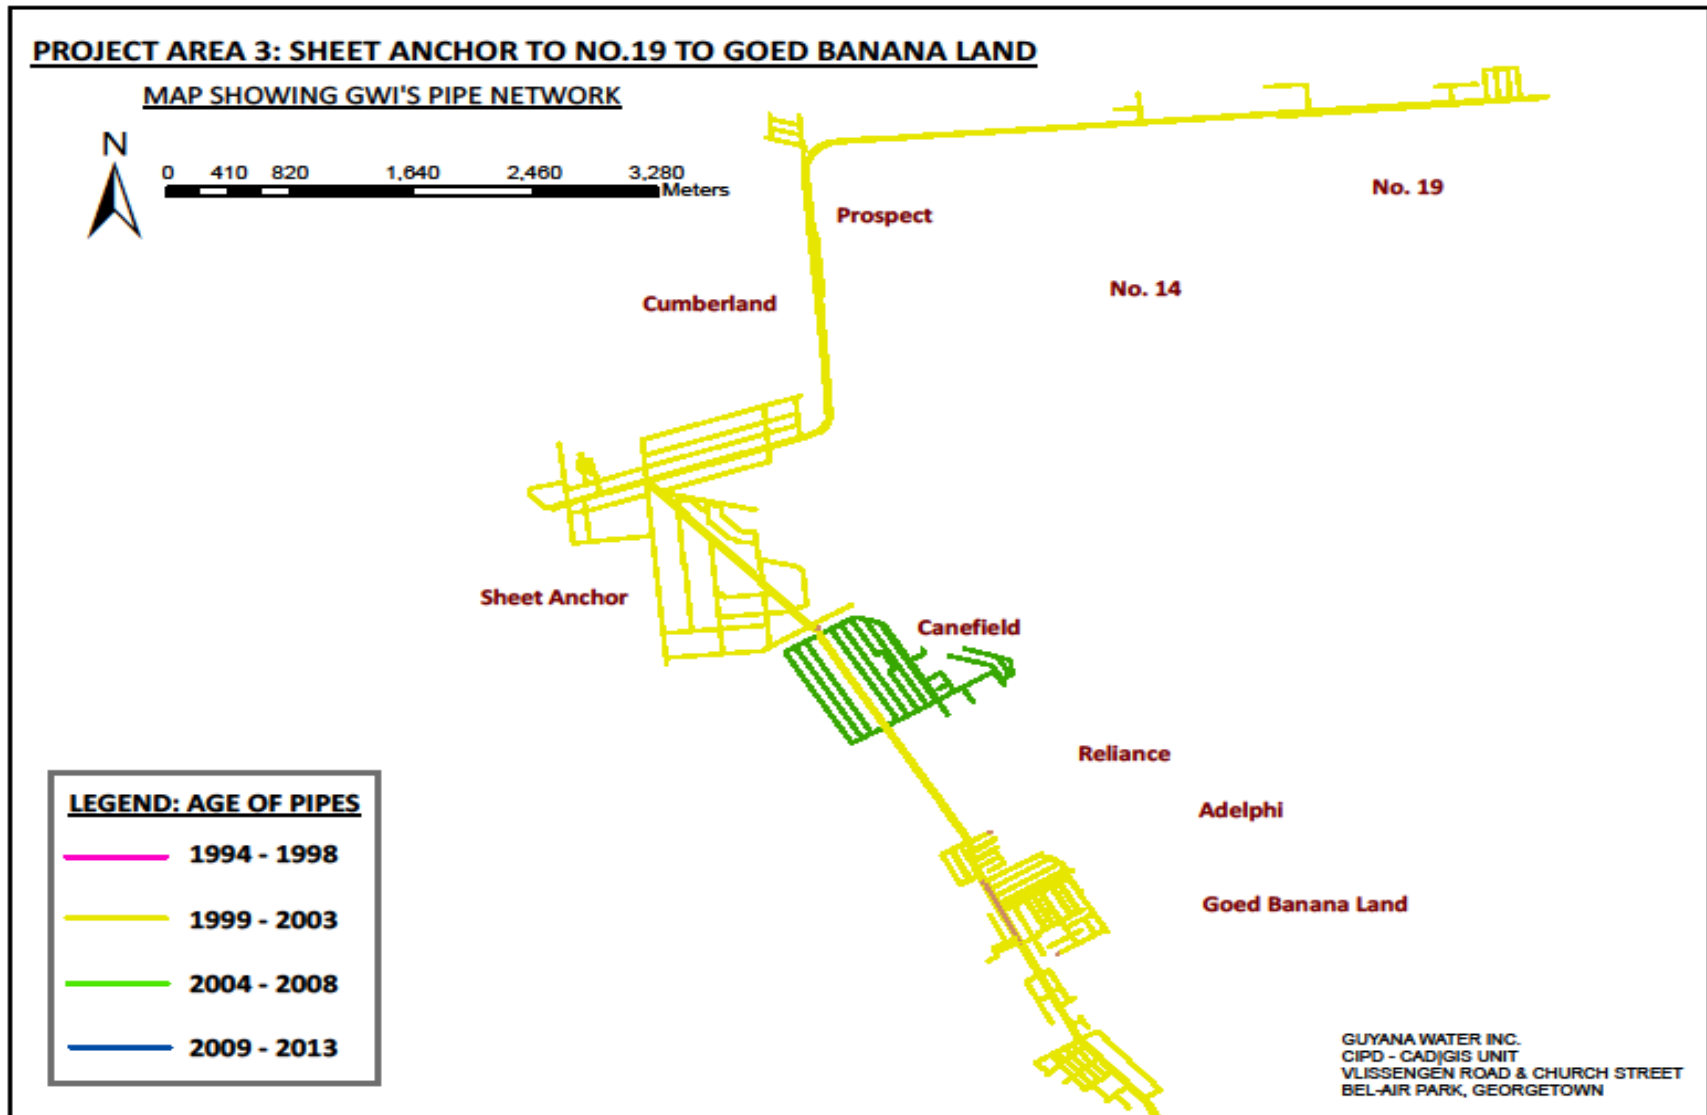 PROJECT AREA 3: SHEET ANCHOR TO NO.19 TO GOED BANANA LAND
MAP SHOWING GWI'S PIPE NETWORK
N
0 410 820 1,640 2,460 3,280
Meters
No. 19
Prospect
No. 14
Cumberland
Sheet Anchor
Canefield
Reliance
Adelphi
Goed Banana Land
LEGEND: AGE OF PIPES
1994 - 1998
1999 - 2003
2004 - 2008
2009 - 2013
GUYANA WATER INC.
CIPD - CAD|GIS UNIT
VLISSENGEN ROAD & CHURCH STREET
BEL-AIR PARK, GEORGETOWN